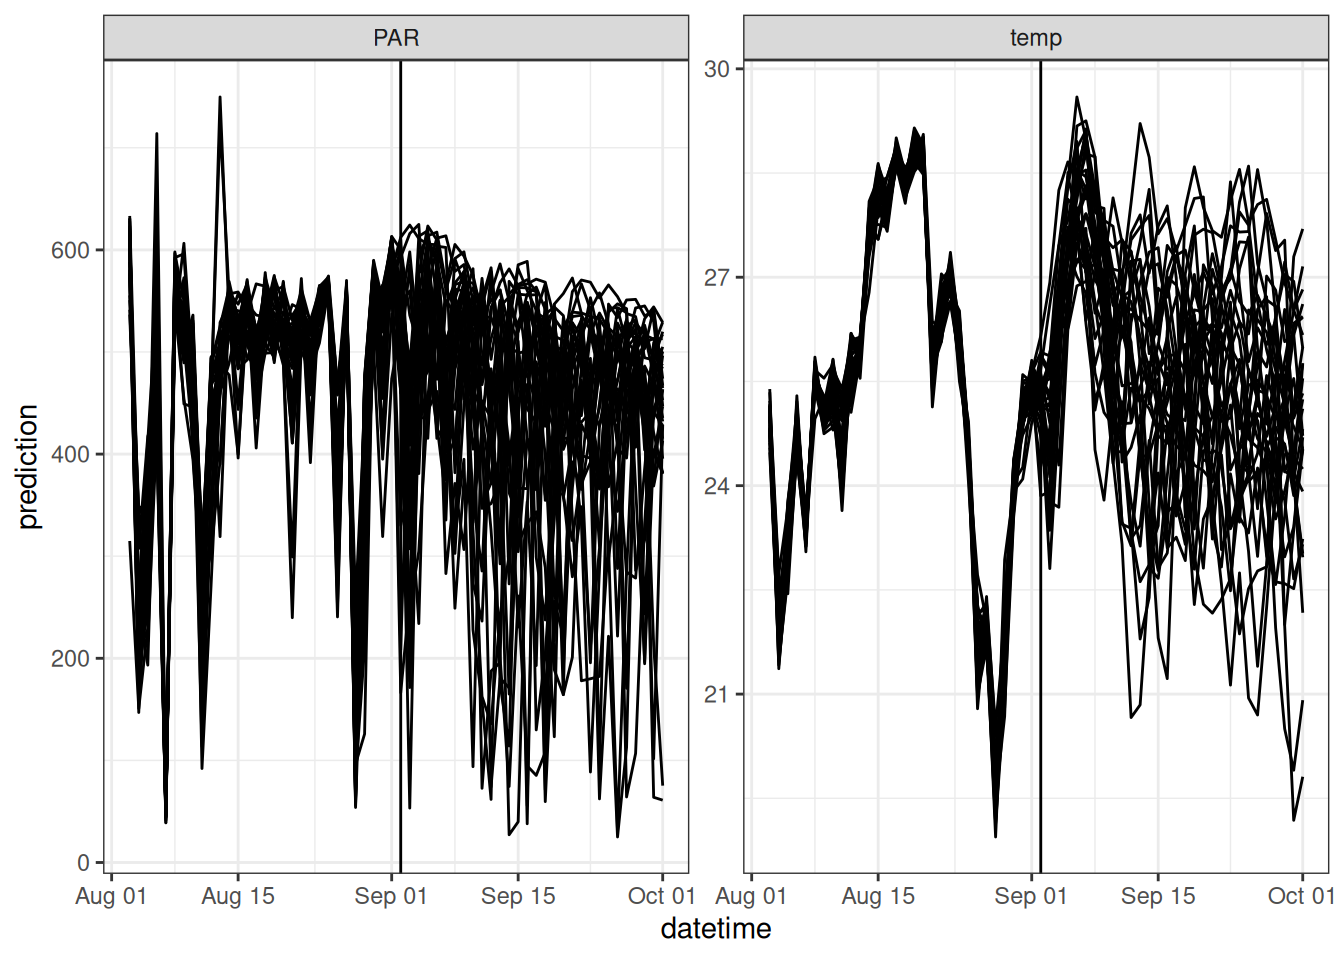 PAR
temp
prediction
600
400
200
0
30
27
24
21
Aug 01
Aug 15
Sep 01
Sep 15
Oct 01
Aug 01
Aug 15
Sep 01
Sep 15
Oct 01
datetime